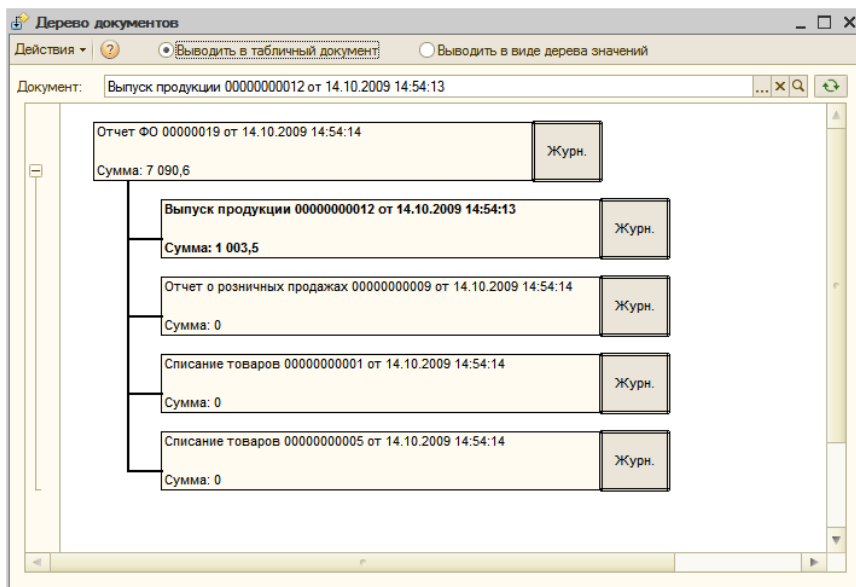 Дерево документов
Действия
Выводить в табличный документ
Выводить в виде дерева значений
Документ:
Выпуск продукции 00000000012 от 14.10.2009 14:54:13
Отчет ФО 00000019 от 14.10.2009 14:54:14
Журн.
Сумма: 7 090,6
Выпуск продукции 00000000012 от 14.10.2009 14:54:13
Журн.
Сумма: 1 003,5
Отчет о розничных продажах 00000000009 от 14.10.2009 14:54:14
Журн.
Сумма: 0
Списание товаров 00000000001 от 14.10.2009 14:54:14
Журн.
Сумма: 0
Списание товаров 00000000005 от 14.10.2009 14:54:14
Журн.
Сумма: 0